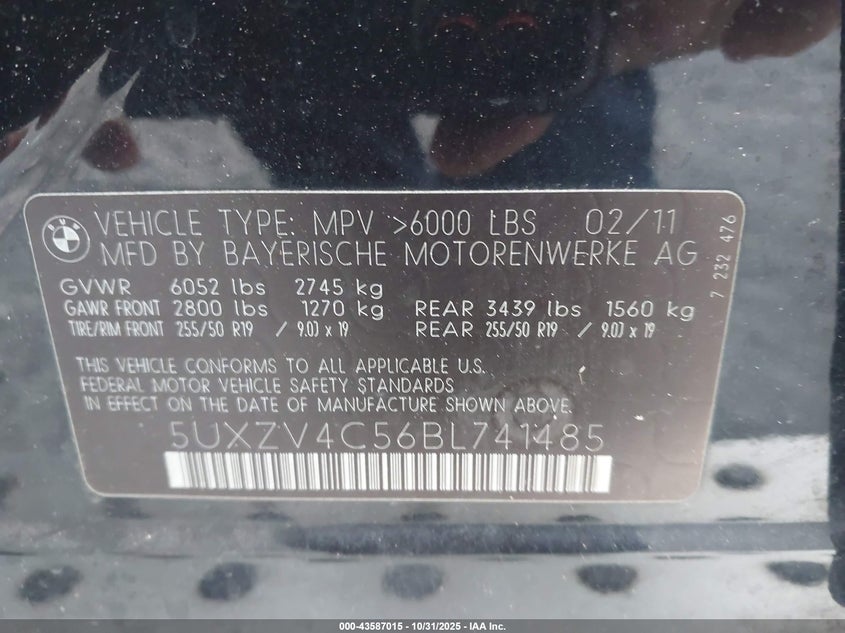 BMW
VEHICLE TYPE: MPV >6000 LBS 02/11
MFD BY BAYERISCHE MOTORENWERKE AG
GVWR 6052 lbs 2745 kg
GAWR FRONT 2800 lbs 1270 kg REAR 3439 lbs 1560 kg
TIRE/RIM FRONT 255/50 R19 / 9.0J x 19 REAR 255/50 R19 / 9.0J x 19
THIS VEHICLE CONFORMS TO ALL APPLICABLE U.S.
FEDERAL MOTOR VEHICLE SAFETY STANDARDS
IN EFFECT ON THE DATE OF MANUFACTURE SHOWN ABOVE.
5UXZV4C56BL741485
7 232 476
000-43587015 - 10/31/2025 - IAA Inc.